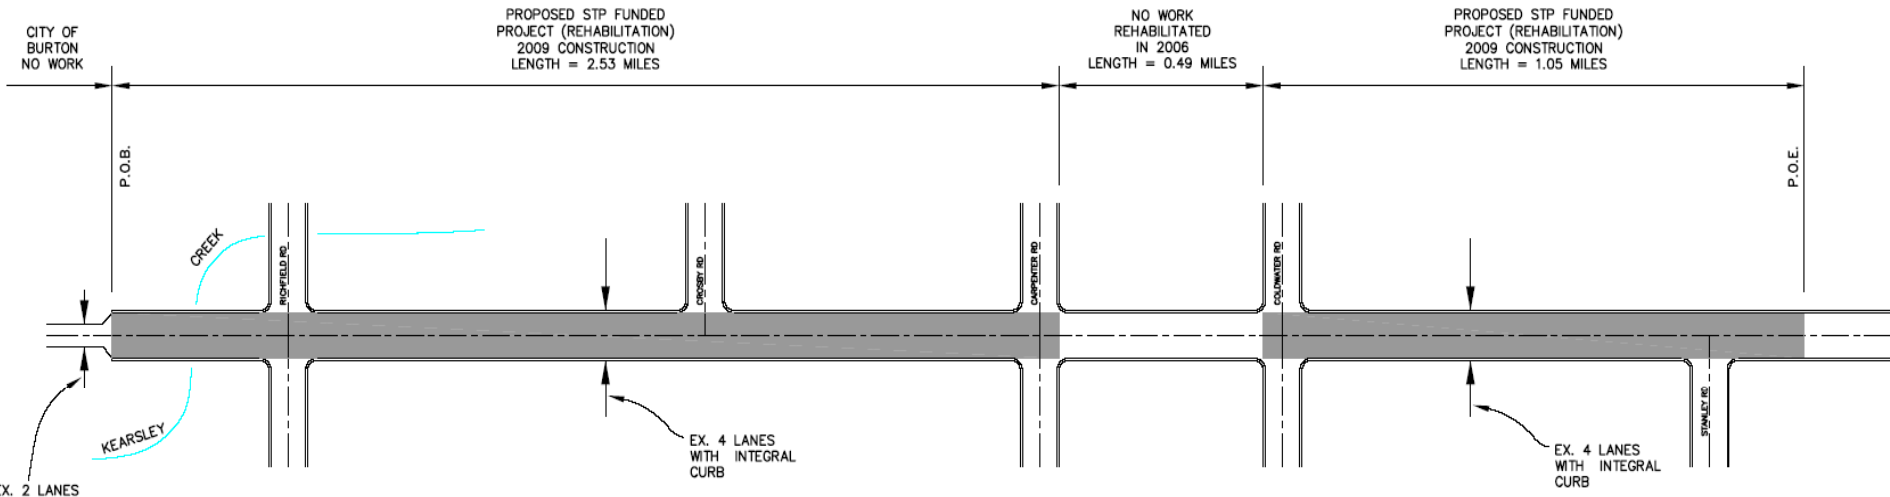 CITY OF
BURTON
NO WORK
PROPOSED STP FUNDED
PROJECT (REHABILITATION)
2009 CONSTRUCTION
LENGTH = 2.53 MILES
NO WORK
REHABILITATED
IN 2006
LENGTH = 0.49 MILES
PROPOSED STP FUNDED
PROJECT (REHABILITATION)
2009 CONSTRUCTION
LENGTH = 1.05 MILES
P.O.B.
P.O.E.
CREEK
RICHFIELD RD
CROSBY RD
CARPENTER RD
COLDWATER RD
KEARSLEY
STANLEY RD
EX. 4 LANES
WITH INTEGRAL
CURB
EX. 4 LANES
WITH INTEGRAL
CURB
EX. 2 LANES